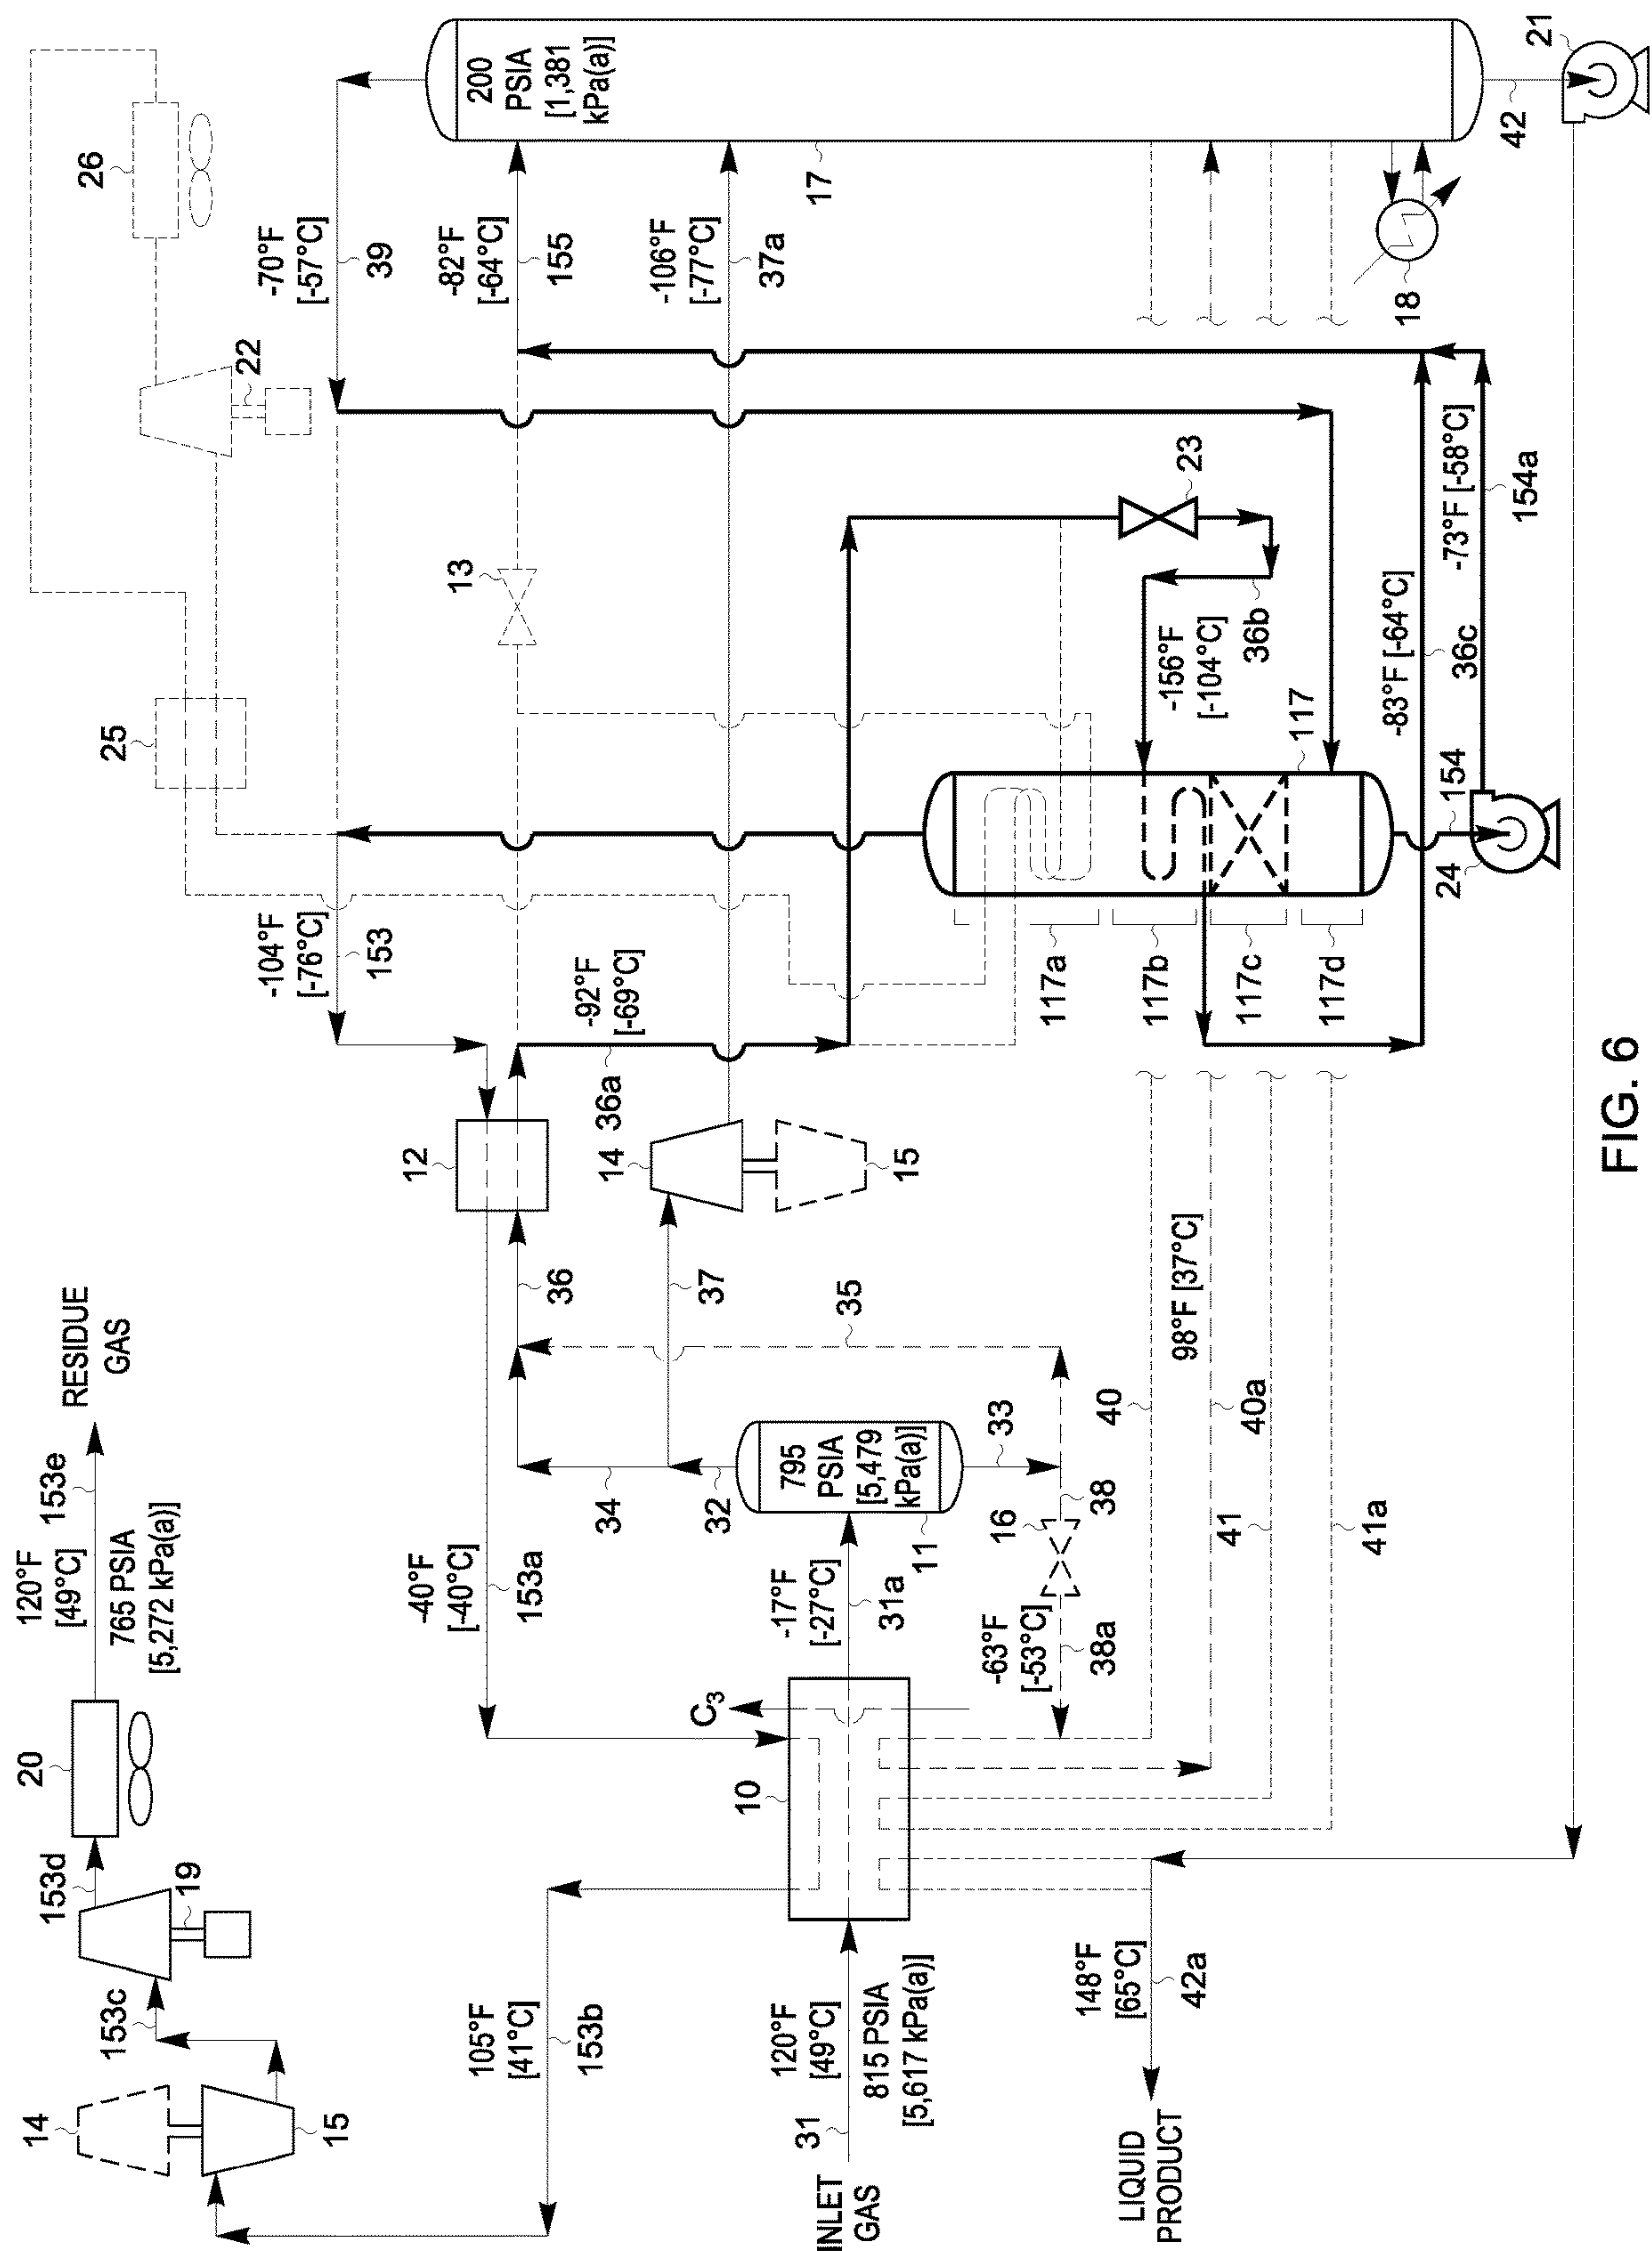 RESIDUE
GAS
120°F
[49°C]
153e
765 PSIA
[5,272 kPa(a)]
20
153d
19
153c
14
15
105°F
[41°C]
153b
INLET
GAS
31
120°F
[49°C]
815 PSIA
[5,617 kPa(a)]
10
C3
-17°F
[-27°C]
31a
11
795
PSIA
[5,479
kPa(a)]
32
33
34
35
36
37
38
16
-63°F
[-53°C]
38a
-40°F
[-40°C]
153a
12
14
15
40
98°F [37°C]
40a
41
41a
148°F
[65°C]
42a
LIQUID
PRODUCT
-104°F
[-76°C]
153
-92°F
[-69°C]
36a
25
13
22
26
-70°F
[-57°C]
39
-82°F
[-64°C]
155
-106°F
[-77°C]
37a
200
PSIA
[1,381
kPa(a)]
17
18
42
21
23
-156°F
[-104°C]
36b
117
117a
117b
117c
117d
-83°F [-64°C]
36c
-73°F [-58°C]
154a
154
24
FIG. 6